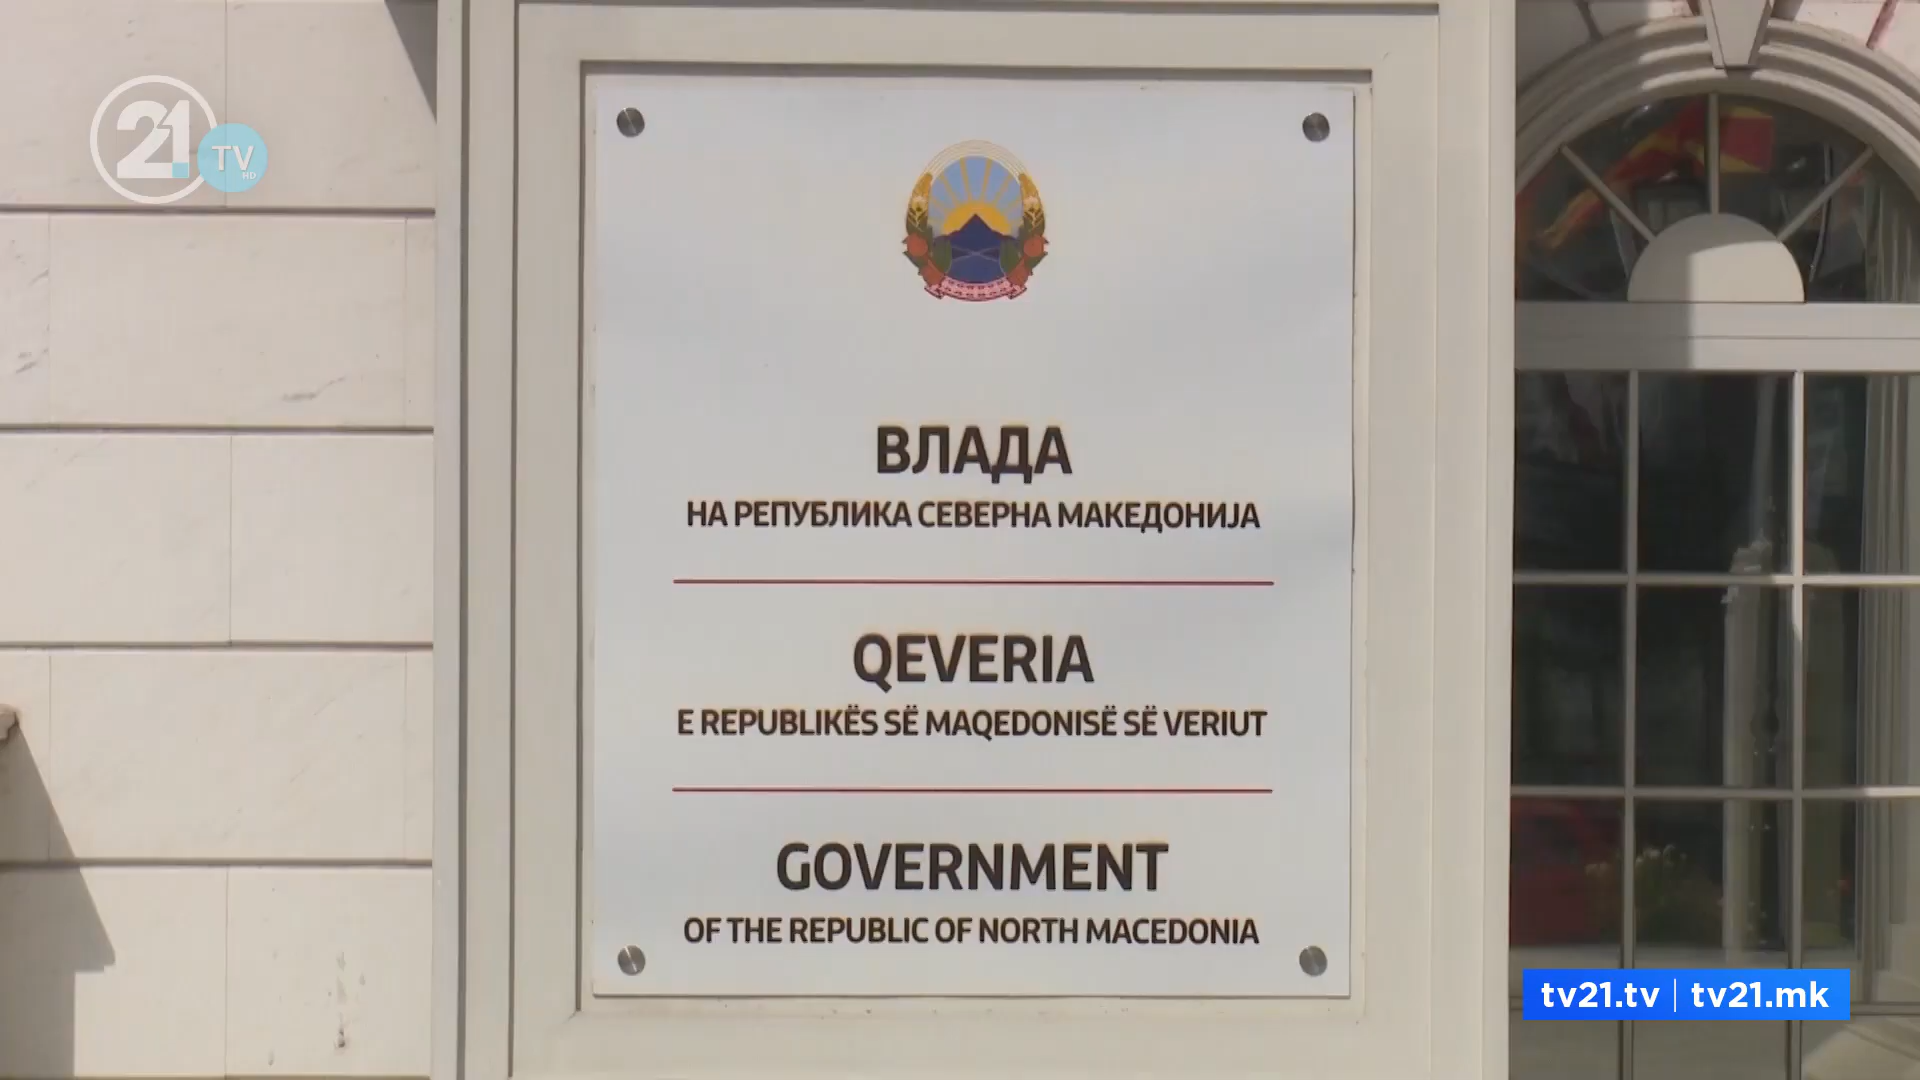 21
TV
HD
ВЛАДА
НА РЕПУБЛИКА СЕВЕРНА МАКЕДОНИЈА
QEVERIA
E REPUBLIKËS SË MAQEDONISË SË VERIUT
GOVERNMENT
OF THE REPUBLIC OF NORTH MACEDONIA
tv21.tv | tv21.mk